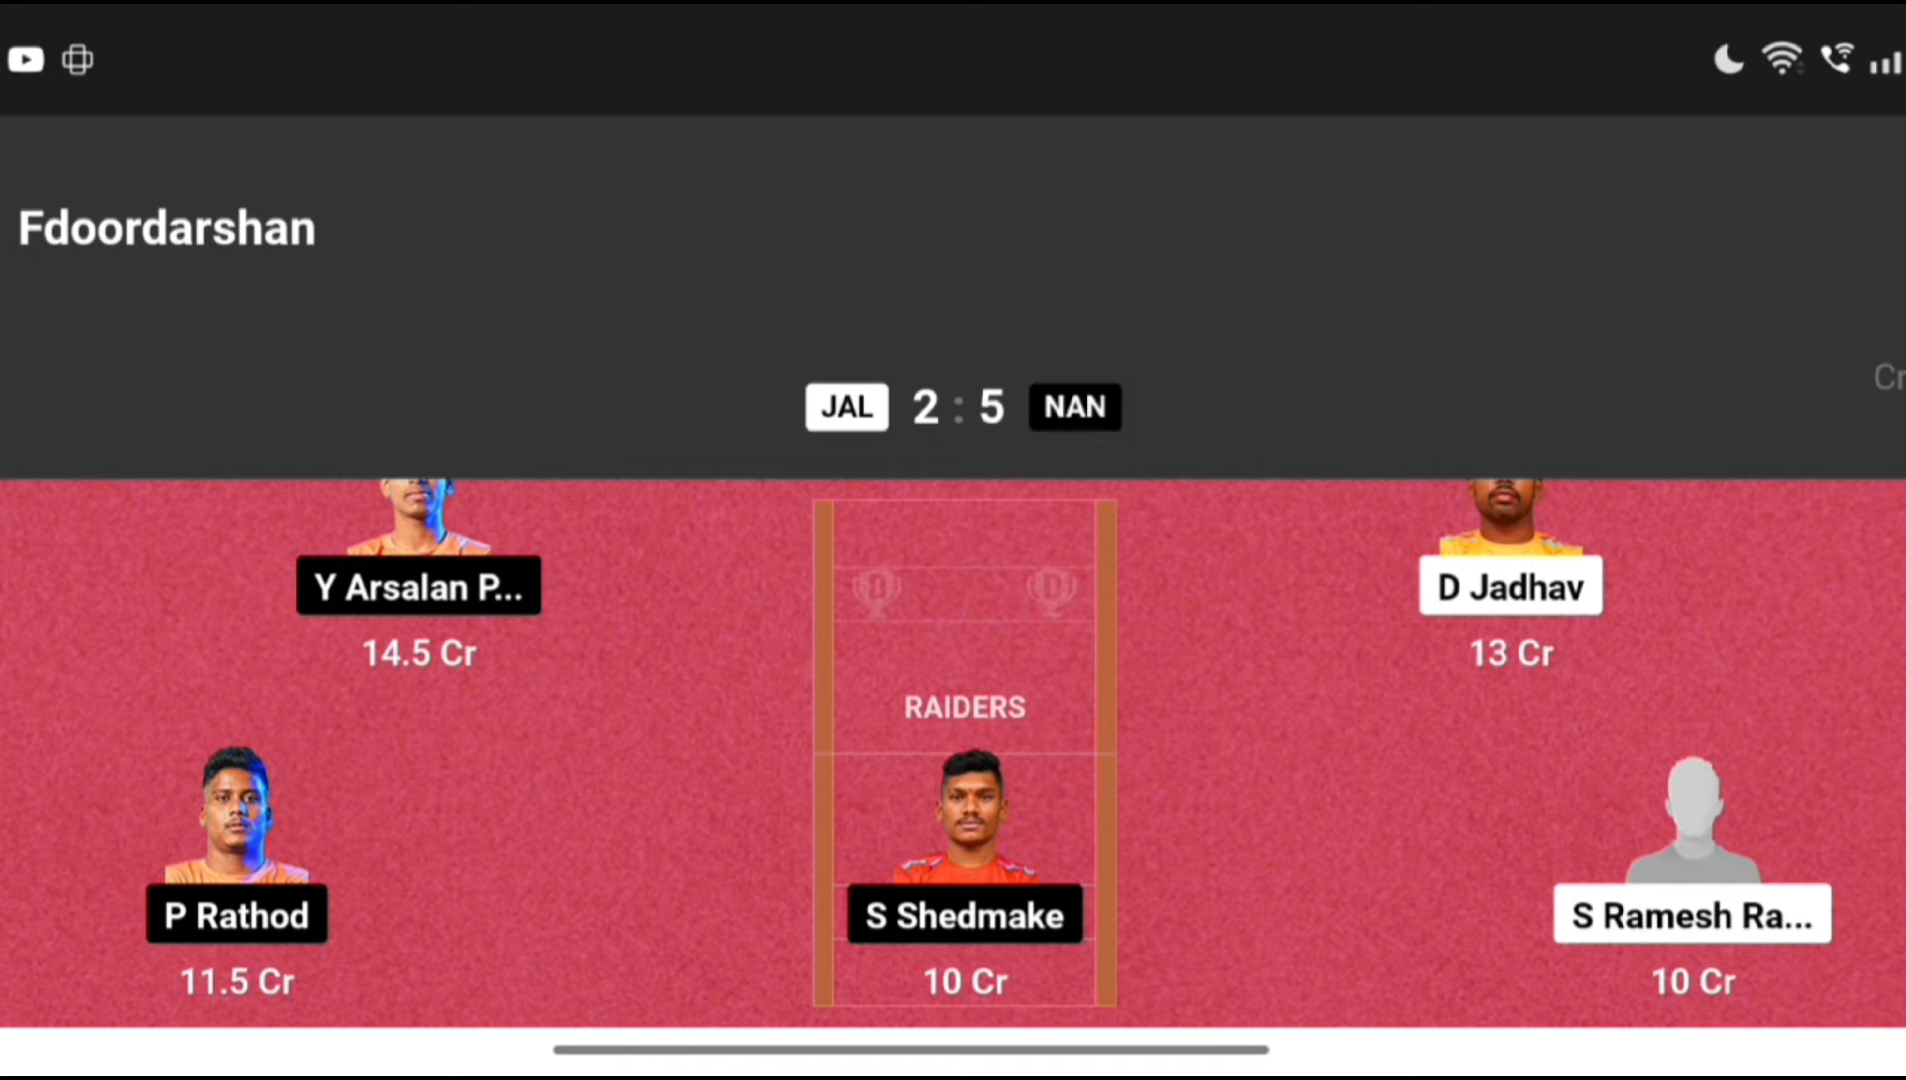 Fdoordarshan
Cr
JAL 2 : 5 NAN
Y Arsalan P...
D Jadhav
14.5 Cr
13 Cr
RAIDERS
P Rathod
S Shedmake
S Ramesh Ra...
11.5 Cr
10 Cr
10 Cr